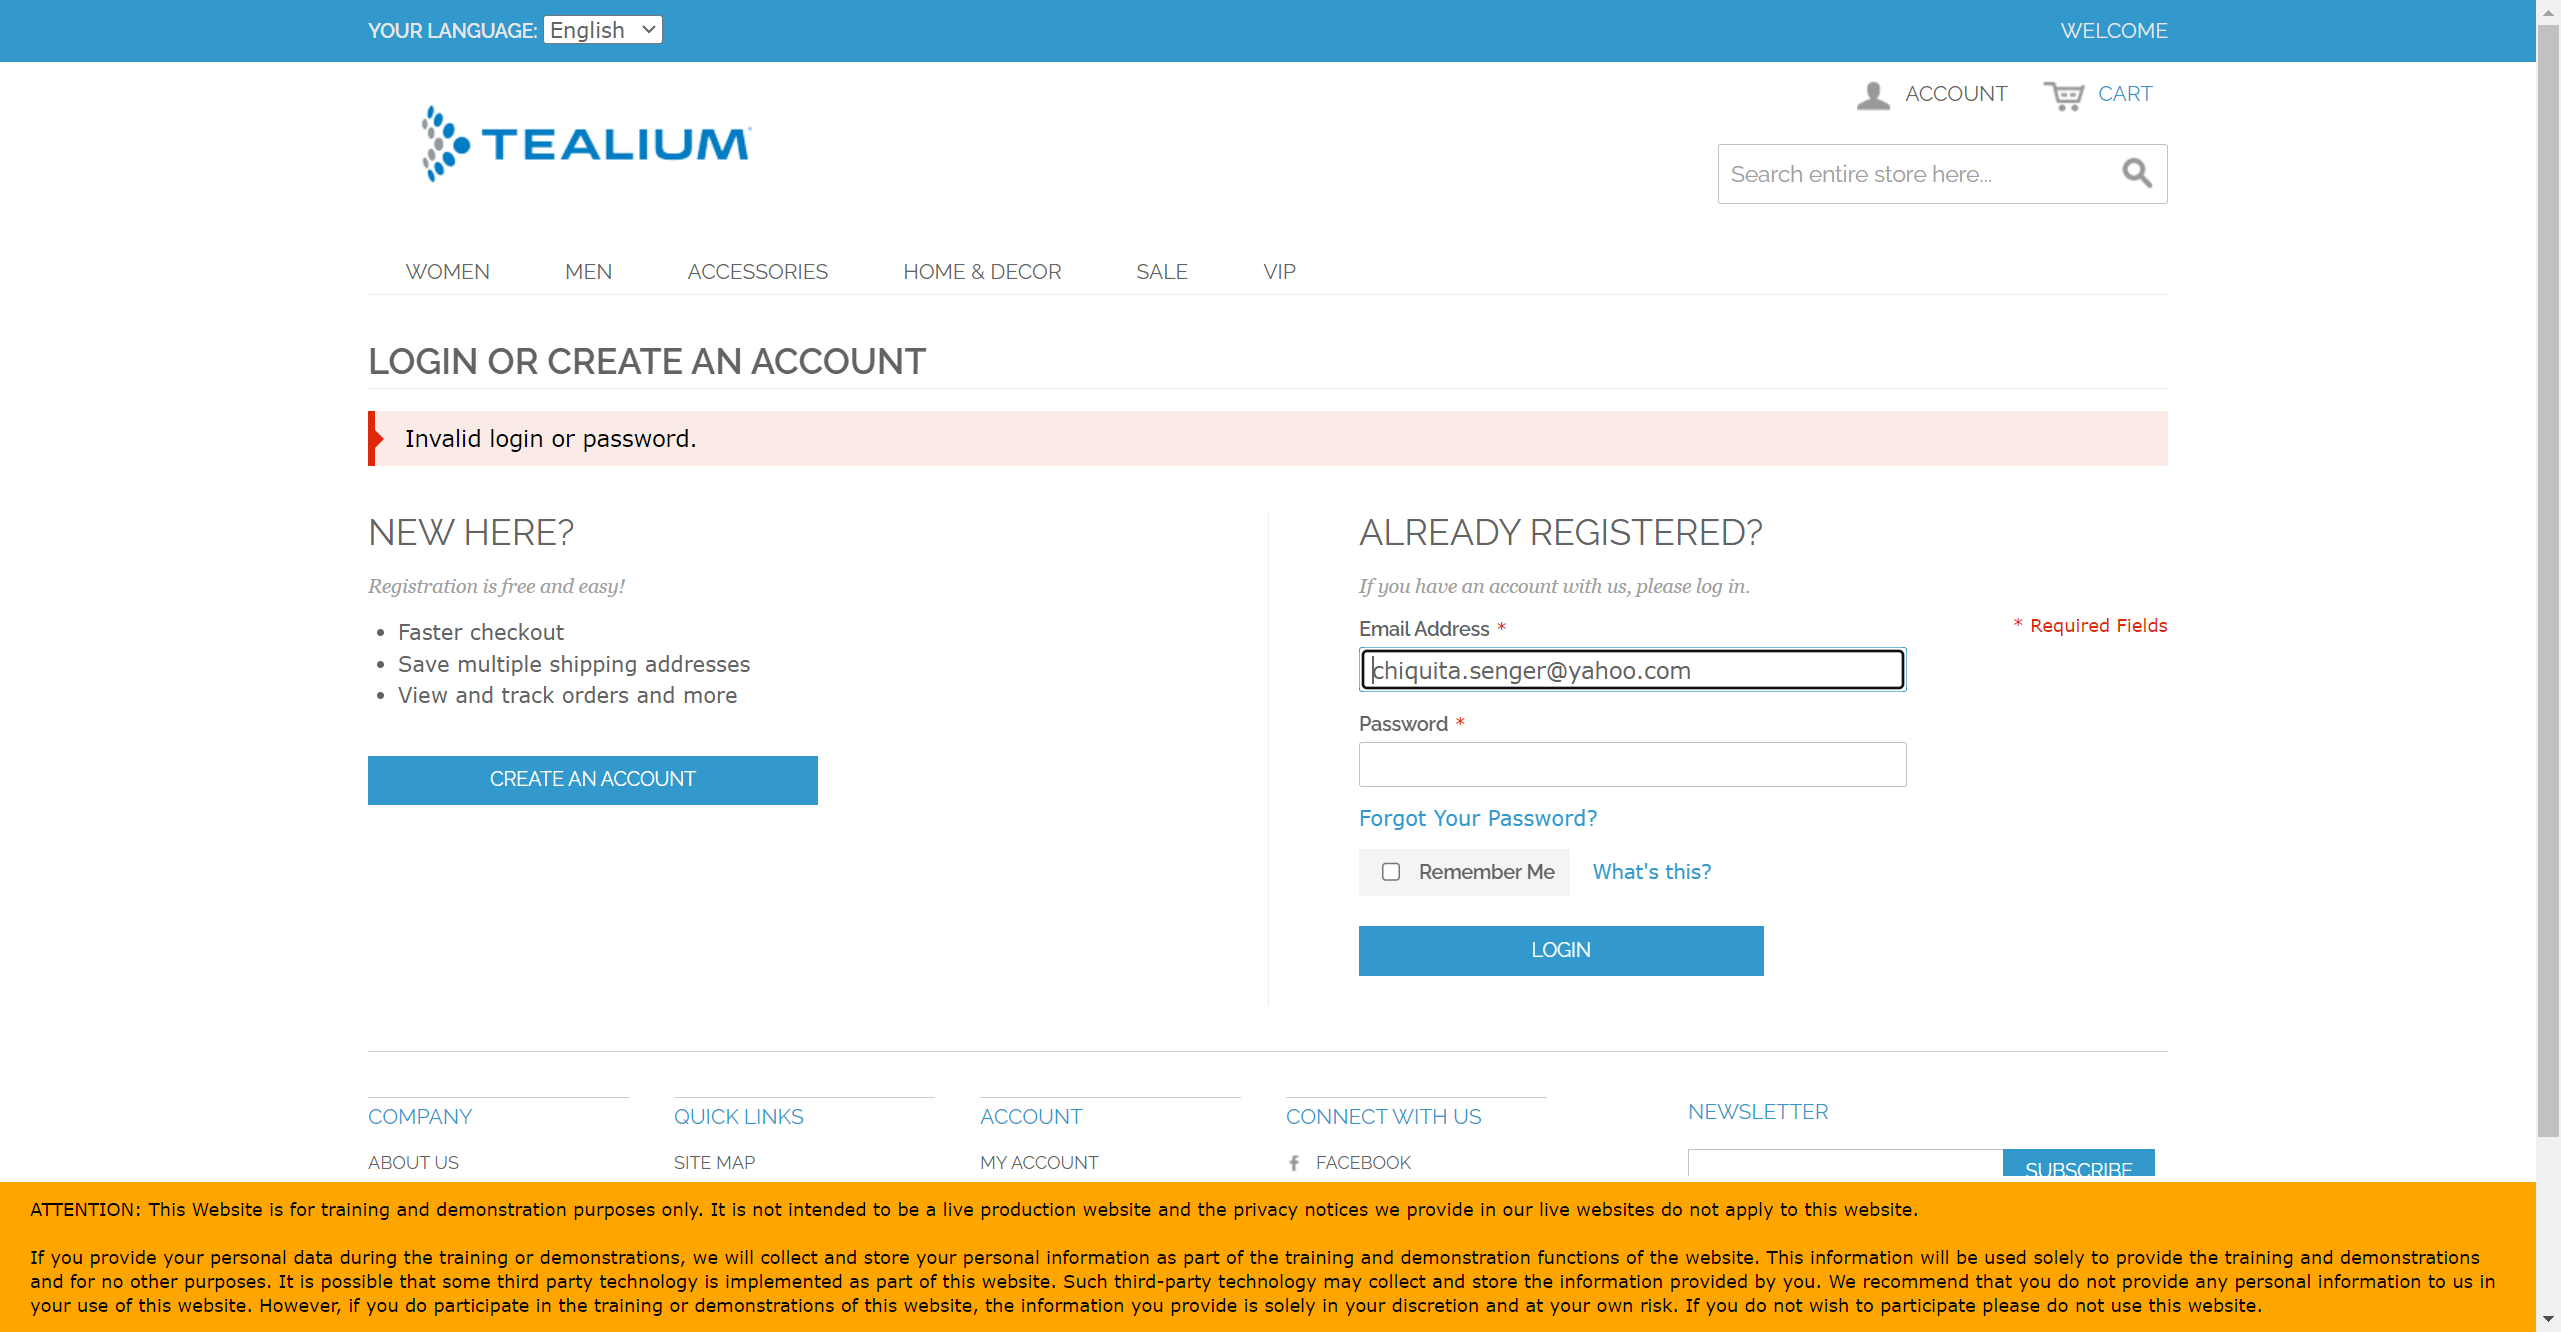 YOUR LANGUAGE: English
WELCOME
ACCOUNT
CART
TEALIUM
Search entire store here...
WOMEN MEN ACCESSORIES HOME & DECOR SALE VIP
LOGIN OR CREATE AN ACCOUNT
Invalid login or password.
NEW HERE?
Registration is free and easy!
• Faster checkout
• Save multiple shipping addresses
• View and track orders and more
CREATE AN ACCOUNT
ALREADY REGISTERED?
If you have an account with us, please log in.
* Required Fields
Email Address *
chiquita.senger@yahoo.com
Password *
Forgot Your Password?
Remember Me
What's this?
LOGIN
COMPANY
ABOUT US
QUICK LINKS
SITE MAP
ACCOUNT
MY ACCOUNT
CONNECT WITH US
FACEBOOK
NEWSLETTER
SUBSCRIBE
ATTENTION: This Website is for training and demonstration purposes only. It is not intended to be a live production website and the privacy notices we provide in our live websites do not apply to this website.
If you provide your personal data during the training or demonstrations, we will collect and store your personal information as part of the training and demonstration functions of the website. This information will be used solely to provide the training and demonstrations
and for no other purposes. It is possible that some third party technology is implemented as part of this website. Such third-party technology may collect and store the information provided by you. We recommend that you do not provide any personal information to us in
your use of this website. However, if you do participate in the training or demonstrations of this website, the information you provide is solely in your discretion and at your own risk. If you do not wish to participate please do not use this website.